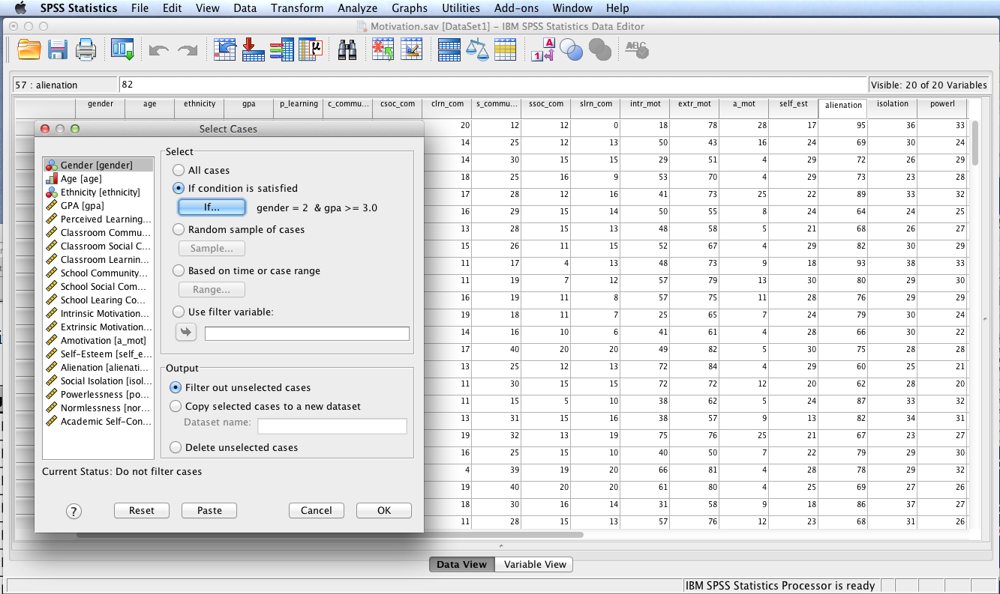 SPSS Statistics File Edit View Data Transform Analyze Graphs Utilities Add-ons Window Help
Motivation.sav [DataSet1] – IBM SPSS Statistics Data Editor
57 : alienation 82 Visible: 20 of 20 Variables
gender age ethnicity gpa p_learning c_commu... csoc_com clrn_com s_commu... ssoc_com slrn_com intr_mot extr_mot a_mot self_est alienation isolation powerl
20 12 12 0 18 78 28 17 95 36 33
14 25 12 13 50 43 16 24 69 30 24
14 30 15 15 29 51 4 29 72 26 29
18 25 16 9 53 70 4 29 73 23 28
17 28 12 16 41 73 25 22 89 33 32
16 29 15 14 50 55 8 24 64 24 25
13 28 15 13 48 58 5 21 68 26 27
15 26 11 15 52 67 4 29 82 30 29
11 17 4 13 48 73 9 18 93 38 33
11 19 7 12 57 79 13 30 80 29 30
16 19 11 8 57 75 11 28 76 29 29
19 18 11 7 25 65 7 24 79 30 24
14 16 10 6 41 61 4 28 66 30 22
17 40 20 20 49 82 5 30 75 28 28
13 25 12 13 72 84 4 29 60 25 21
11 30 15 15 72 72 12 20 62 28 20
11 15 5 10 38 62 5 24 87 33 32
13 31 15 16 38 57 9 13 82 34 31
19 32 13 19 75 76 25 21 67 23 27
16 25 15 10 40 50 7 22 79 29 30
4 39 19 20 66 81 4 28 78 29 32
19 40 20 20 61 80 4 25 69 27 26
18 30 16 14 31 58 9 18 86 37 27
11 28 15 13 57 76 12 23 68 31 26
Select Cases
Gender [gender]
Age [age]
Ethnicity [ethnicity]
GPA [gpa]
Perceived Learning...
Classroom Commu...
Classroom Social C...
Classroom Learnin...
School Community...
School Social Com...
School Learing Co...
Intrinsic Motivation...
Extrinsic Motivation...
Amotivation [a_mot]
Self-Esteem [self_e...
Alienation [alienati...
Social Isolation [isol...
Powerlessness [po...
Normlessness [nor...
Academic Self-Con...
Select
All cases
If condition is satisfied
If... gender = 2 & gpa >= 3.0
Random sample of cases
Sample...
Based on time or case range
Range...
Use filter variable:
Output
Filter out unselected cases
Copy selected cases to a new dataset
Dataset name:
Delete unselected cases
Current Status: Do not filter cases
? Reset Paste Cancel OK
Data View Variable View
IBM SPSS Statistics Processor is ready